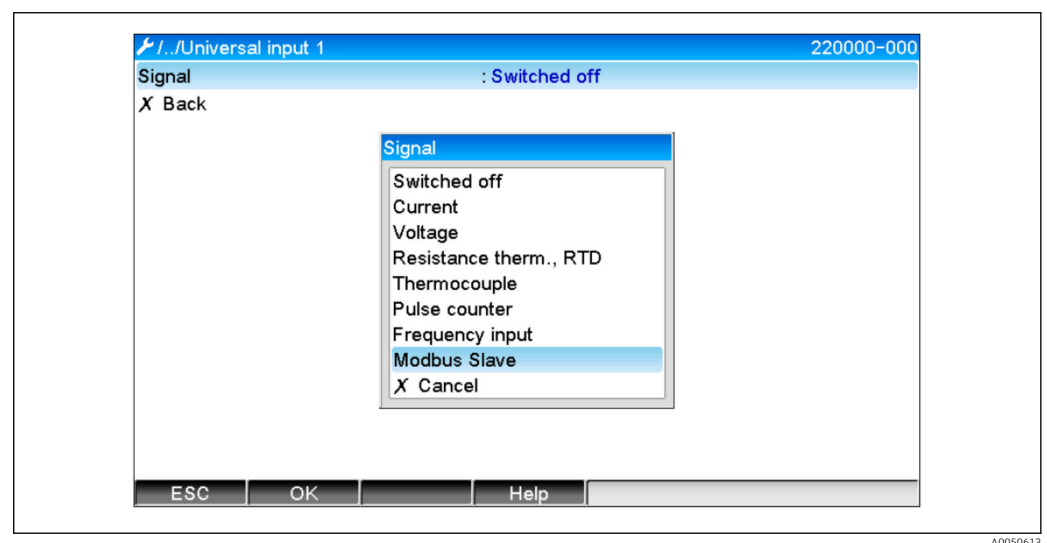 /../Universal input 1 220000-000
Signal : Switched off
X Back
Signal
Switched off
Current
Voltage
Resistance therm., RTD
Thermocouple
Pulse counter
Frequency input
Modbus Slave
X Cancel
ESC OK Help
A0050613